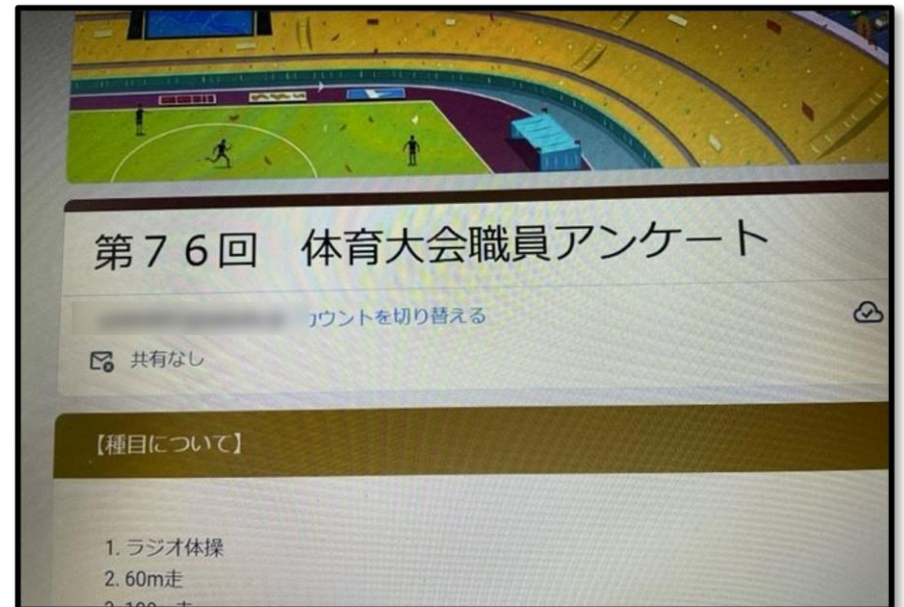 第７６回　体育大会職員アンケート
カウントを切り替える
共有なし
【種目について】
1. ラジオ体操
2. 60m走